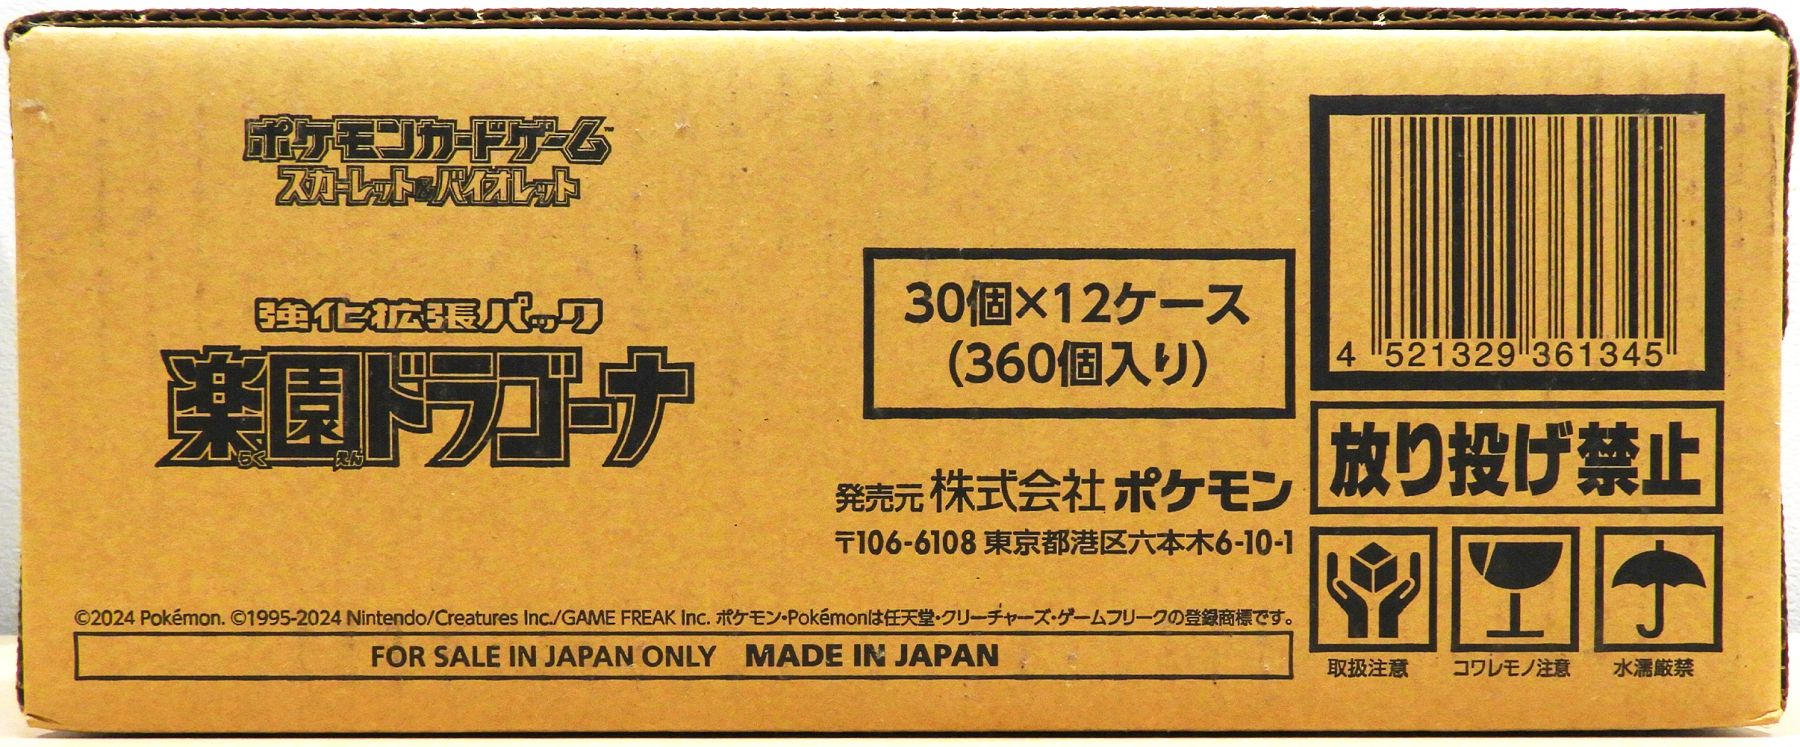 ポケモンカードゲーム™
スカーレット&バイオレット
強化拡張パック
楽園ドラゴーナ
らく えん
30個×12ケース
(360個入り)
4 521329 361345
放り投げ禁止
発売元 株式会社 ポケモン
〒106-6108 東京都港区六本木6-10-1
©2024 Pokémon. ©1995-2024 Nintendo/Creatures Inc./GAME FREAK Inc. ポケモン・Pokémonは任天堂・クリーチャーズ・ゲームフリークの登録商標です。
FOR SALE IN JAPAN ONLY MADE IN JAPAN
取扱注意 コワレモノ注意 水濡厳禁